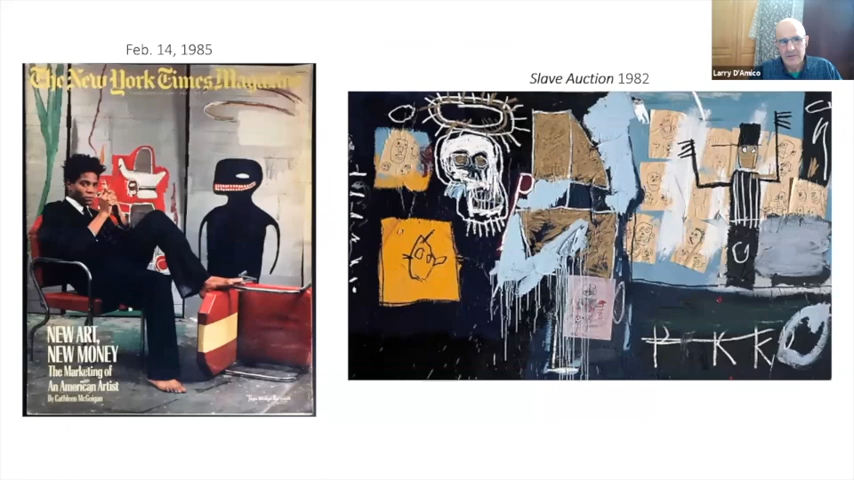 Feb. 14, 1985
The New York Times Magazine
NEW ART,
NEW MONEY
The Marketing of
An American Artist
By Cathleen McGuigan
Slave Auction 1982
Larry D'Amico